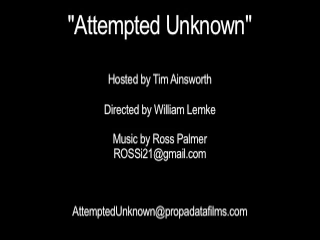 "Attempted Unknown"
Hosted by Tim Ainsworth
Directed by William Lemke
Music by Ross Palmer
ROSSi21@gmail.com
AttemptedUnknown@propadatafilms.com